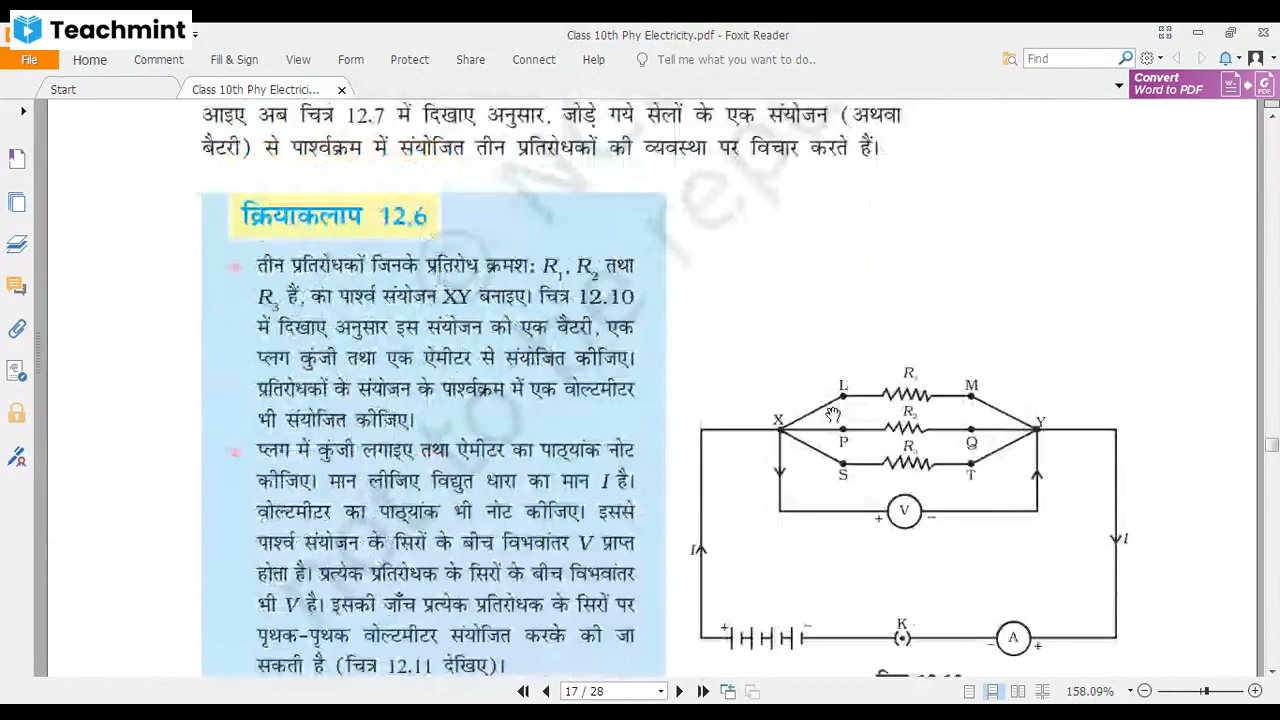 Teachmint
Class 10th Phy Electricity.pdf - Foxit Reader
File Home Comment Fill & Sign View Form Protect Share Connect Help Tell me what you want to do.. Find
Start Class 10th Phy Electrici...
Convert
Word to PDF
आइए अब चित्र 12.7 में दिखाए अनुसार, जोड़े गये सेलों के एक संयोजन (अथवा
बैटरी) से पार्श्वक्रम में संयोजित तीन प्रतिरोधकों की व्यवस्था पर विचार करते हैं।
क्रियाकलाप 12.6
तीन प्रतिरोधकों जिनके प्रतिरोध क्रमशः R1, R2 तथा
R3 हैं, का पार्श्व संयोजन XY बनाइए। चित्र 12.10
में दिखाए अनुसार इस संयोजन को एक बैटरी, एक
प्लग कुंजी तथा एक ऐमीटर से संयोजित कीजिए।
प्रतिरोधकों के संयोजन के पार्श्वक्रम में एक वोल्टमीटर
भी संयोजित कीजिए।
प्लग में कुंजी लगाइए तथा ऐमीटर का पाठ्यांक नोट
कीजिए। मान लीजिए विद्युत धारा का मान I है।
वोल्टमीटर का पाठ्यांक भी नोट कीजिए। इससे
पार्श्व संयोजन के सिरों के बीच विभवांतर V प्राप्त
होता है। प्रत्येक प्रतिरोधक के सिरों के बीच विभवांतर
भी V है। इसकी जाँच प्रत्येक प्रतिरोधक के सिरों पर
पृथक-पृथक वोल्टमीटर संयोजित करके की जा
सकती है (चित्र 12.11 देखिए)।
L R1 M
X R2 Y
P Q
R3
S T
+ V −
I I
+ − K − A +
17 / 28 158.09%